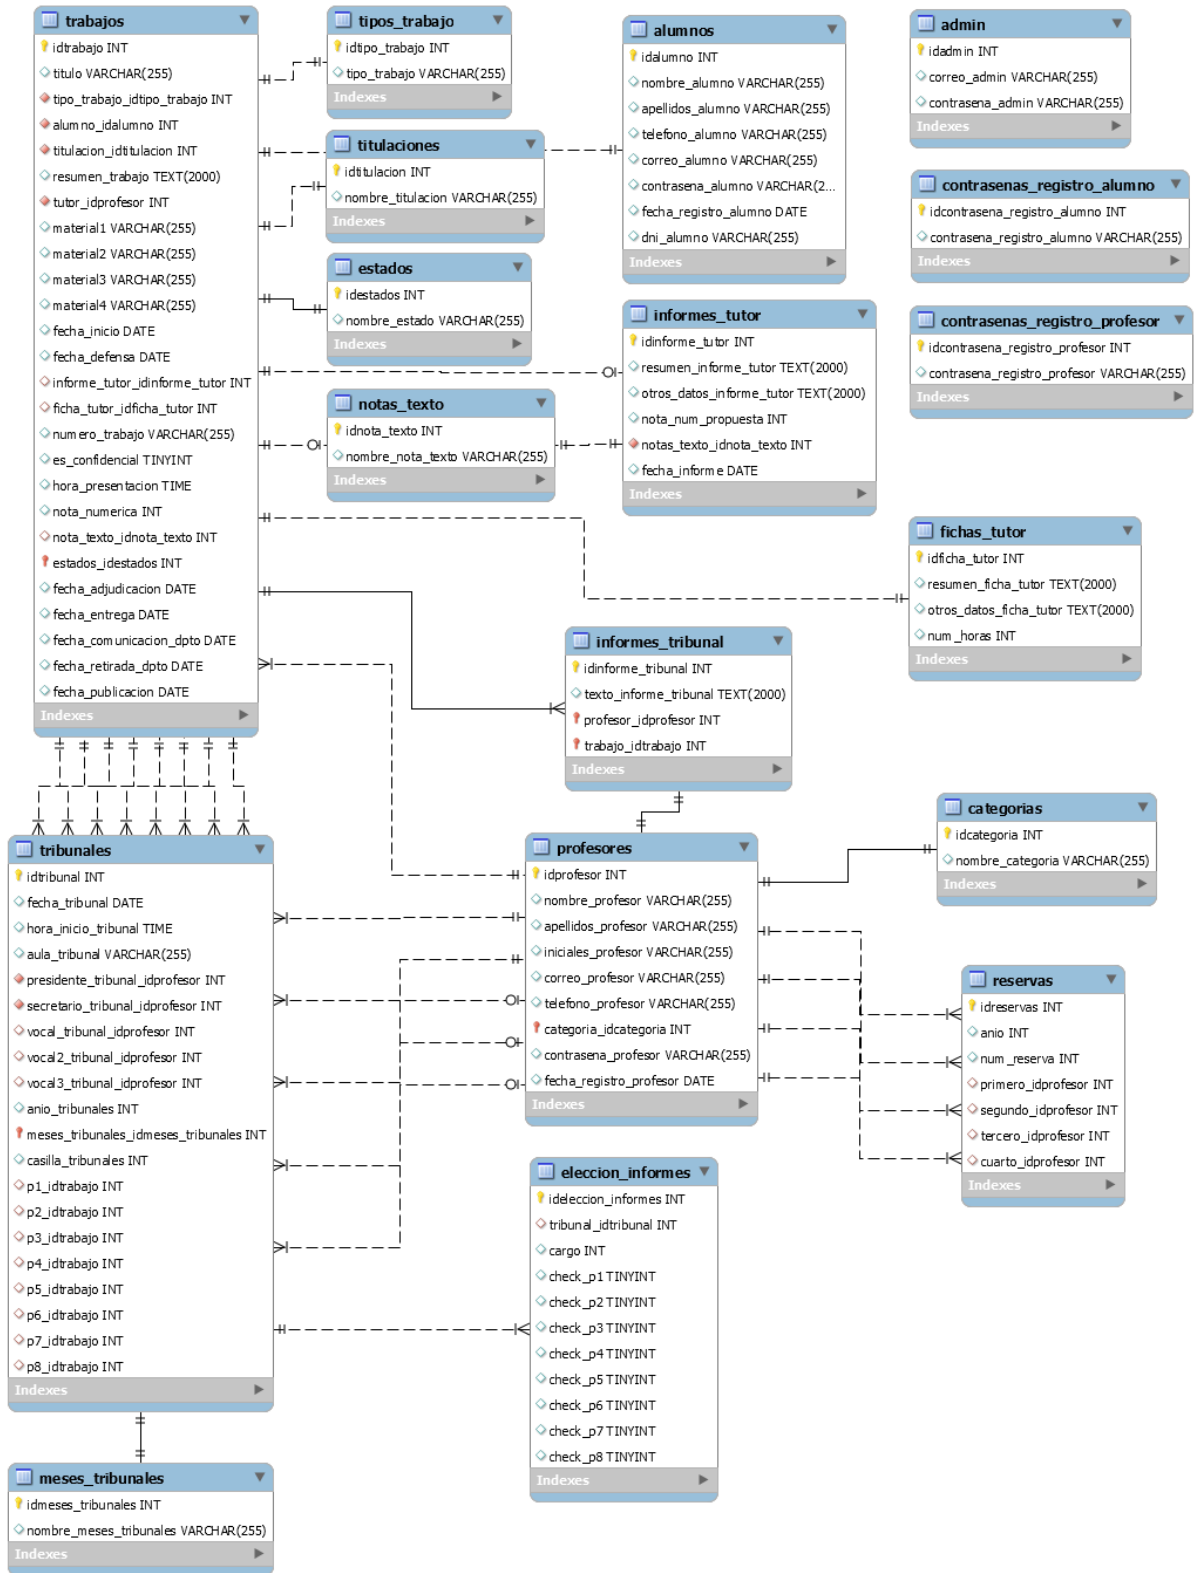 trabajos
idtrabajo INT
titulo VARCHAR(255)
tipo_trabajo_idtipo_trabajo INT
alumno_idalumno INT
titulacion_idtitulacion INT
resumen_trabajo TEXT(2000)
tutor_idprofesor INT
material1 VARCHAR(255)
material2 VARCHAR(255)
material3 VARCHAR(255)
material4 VARCHAR(255)
fecha_inicio DATE
fecha_defensa DATE
informe_tutor_idinforme_tutor INT
ficha_tutor_idficha_tutor INT
numero_trabajo VARCHAR(255)
es_confidencial TINYINT
hora_presentacion TIME
nota_numerica INT
nota_texto_idnota_texto INT
estados_idestados INT
fecha_adjudicacion DATE
fecha_entrega DATE
fecha_comunicacion_dpto DATE
fecha_retirada_dpto DATE
fecha_publicacion DATE
Indexes
tipos_trabajo
idtipo_trabajo INT
tipo_trabajo VARCHAR(255)
Indexes
titulaciones
idtitulacion INT
nombre_titulacion VARCHAR(255)
Indexes
estados
idestados INT
nombre_estado VARCHAR(255)
Indexes
notas_texto
idnota_texto INT
nombre_nota_texto VARCHAR(255)
Indexes
alumnos
idalumno INT
nombre_alumno VARCHAR(255)
apellidos_alumno VARCHAR(255)
telefono_alumno VARCHAR(255)
correo_alumno VARCHAR(255)
contrasena_alumno VARCHAR(2...
fecha_registro_alumno DATE
dni_alumno VARCHAR(255)
Indexes
informes_tutor
idinforme_tutor INT
resumen_informe_tutor TEXT(2000)
otros_datos_informe_tutor TEXT(2000)
nota_num_propuesta INT
notas_texto_idnota_texto INT
fecha_informe DATE
Indexes
admin
idadmin INT
correo_admin VARCHAR(255)
contrasena_admin VARCHAR(255)
Indexes
contrasenas_registro_alumno
idcontrasena_registro_alumno INT
contrasena_registro_alumno VARCHAR(255)
Indexes
contrasenas_registro_profesor
idcontrasena_registro_profesor INT
contrasena_registro_profesor VARCHAR(255)
Indexes
fichas_tutor
idficha_tutor INT
resumen_ficha_tutor TEXT(2000)
otros_datos_ficha_tutor TEXT(2000)
num_horas INT
Indexes
informes_tribunal
idinforme_tribunal INT
texto_informe_tribunal TEXT(2000)
profesor_idprofesor INT
trabajo_idtrabajo INT
Indexes
tribunales
idtribunal INT
fecha_tribunal DATE
hora_inicio_tribunal TIME
aula_tribunal VARCHAR(255)
presidente_tribunal_idprofesor INT
secretario_tribunal_idprofesor INT
vocal_tribunal_idprofesor INT
vocal2_tribunal_idprofesor INT
vocal3_tribunal_idprofesor INT
anio_tribunales INT
meses_tribunales_idmeses_tribunales INT
casilla_tribunales INT
p1_idtrabajo INT
p2_idtrabajo INT
p3_idtrabajo INT
p4_idtrabajo INT
p5_idtrabajo INT
p6_idtrabajo INT
p7_idtrabajo INT
p8_idtrabajo INT
Indexes
profesores
idprofesor INT
nombre_profesor VARCHAR(255)
apellidos_profesor VARCHAR(255)
iniciales_profesor VARCHAR(255)
correo_profesor VARCHAR(255)
telefono_profesor VARCHAR(255)
categoria_idcategoria INT
contrasena_profesor VARCHAR(255)
fecha_registro_profesor DATE
Indexes
categorias
idcategoria INT
nombre_categoria VARCHAR(255)
Indexes
reservas
idreservas INT
anio INT
num_reserva INT
primero_idprofesor INT
segundo_idprofesor INT
tercero_idprofesor INT
cuarto_idprofesor INT
Indexes
eleccion_informes
ideleccion_informes INT
tribunal_idtribunal INT
cargo INT
check_p1 TINYINT
check_p2 TINYINT
check_p3 TINYINT
check_p4 TINYINT
check_p5 TINYINT
check_p6 TINYINT
check_p7 TINYINT
check_p8 TINYINT
Indexes
meses_tribunales
idmeses_tribunales INT
nombre_meses_tribunales VARCHAR(255)
Indexes